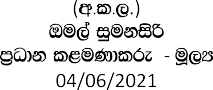 (අ.ක.ල.)
ඔමල් සුමනසිරි
ප්‍රධාන කළමණාකරු - මූල්‍ය
04/06/2021